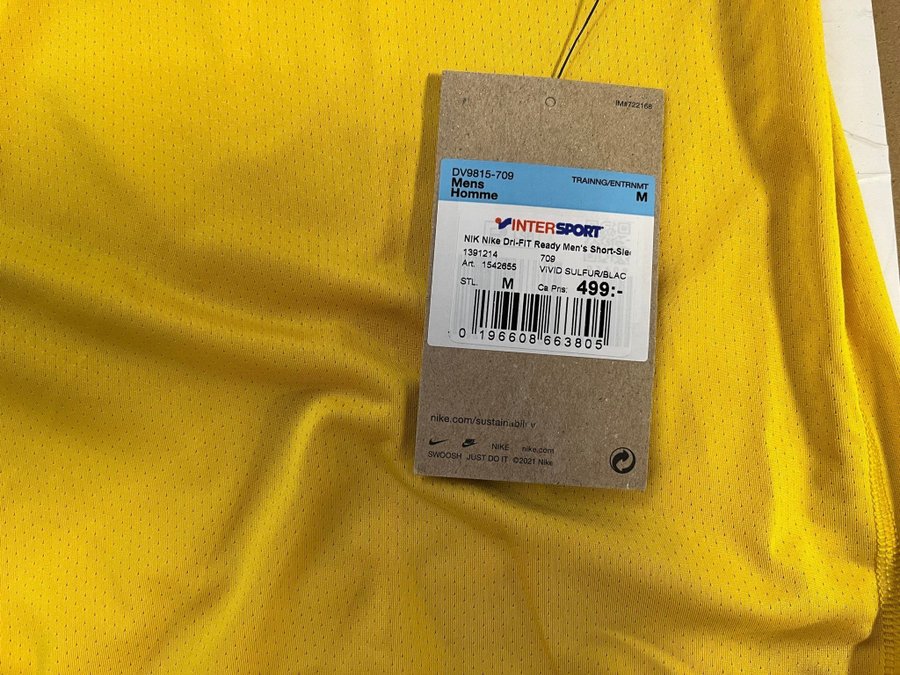 IM#722168
DV9815-709
Mens
Homme
TRAINNG/ENTRNMT
M
INTERSPORT
NIK Nike Dri-FIT Ready Men's Short-Slee
1391214 709
Art. 1542655 VIVID SULFUR/BLAC
STL. M Ca Pris: 499:-
0 196608 663805
nike.com/sustainability
NIKE nike.com
SWOOSH JUST DO IT ©2021 Nike